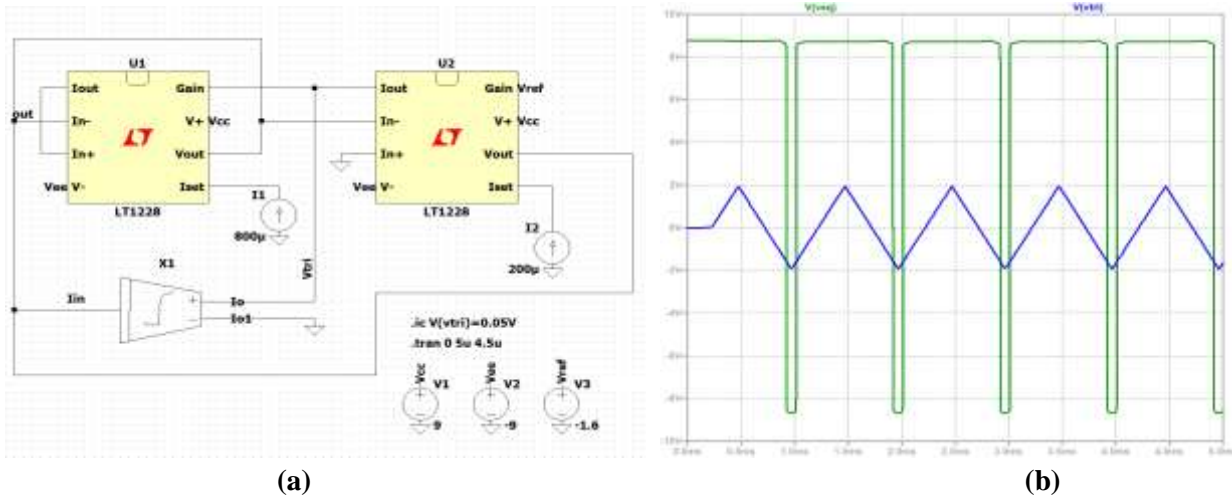 U1
Iout
In-
In+
Vee V-
Gain
V+ Vcc
Vout
Iset
LT1228
out
I1
800µ
U2
Iout
In-
In+
Vee V-
Gain Vref
V+ Vcc
Vout
Iset
LT1228
I2
200µ
X1
Iin
Io
Io1
Vtri
.ic V(vtri)=0.05V
.tran 0 5u 4.5u
Vcc
V1
9
Vee
V2
-9
Vref
V3
-1.6
V(vtri)
(a)
(b)